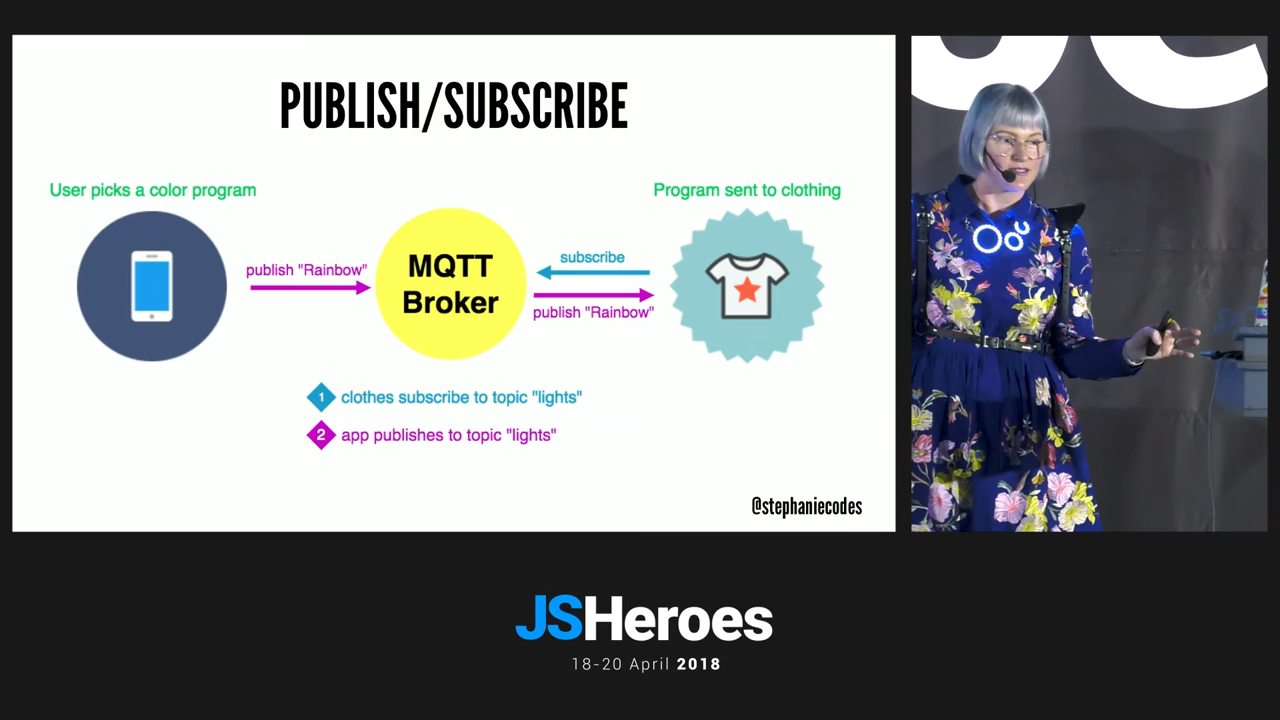 PUBLISH/SUBSCRIBE
User picks a color program
Program sent to clothing
publish "Rainbow"
MQTT
Broker
subscribe
publish "Rainbow"
1 clothes subscribe to topic "lights"
2 app publishes to topic "lights"
@stephaniecodes
JSHeroes
18-20 April 2018